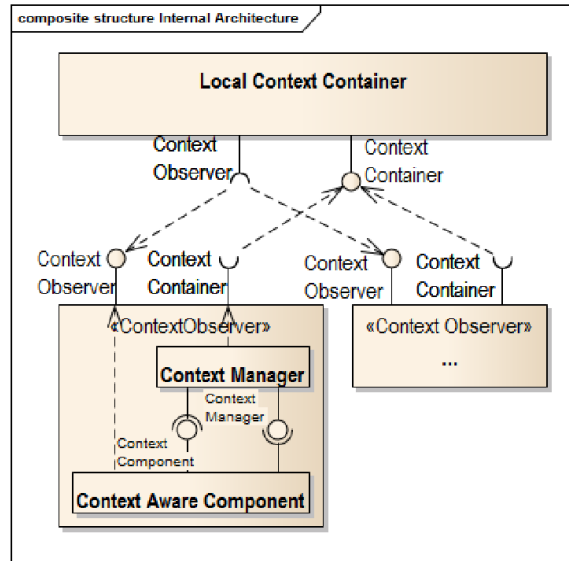 composite structure Internal Architecture
Local Context Container
Context
Observer
Context
Container
Context
Observer
Context
Container
Context
Observer
Context
Container
«ContextObserver»
«Context Observer»
...
Context Manager
Context
Manager
Context
Component
Context Aware Component